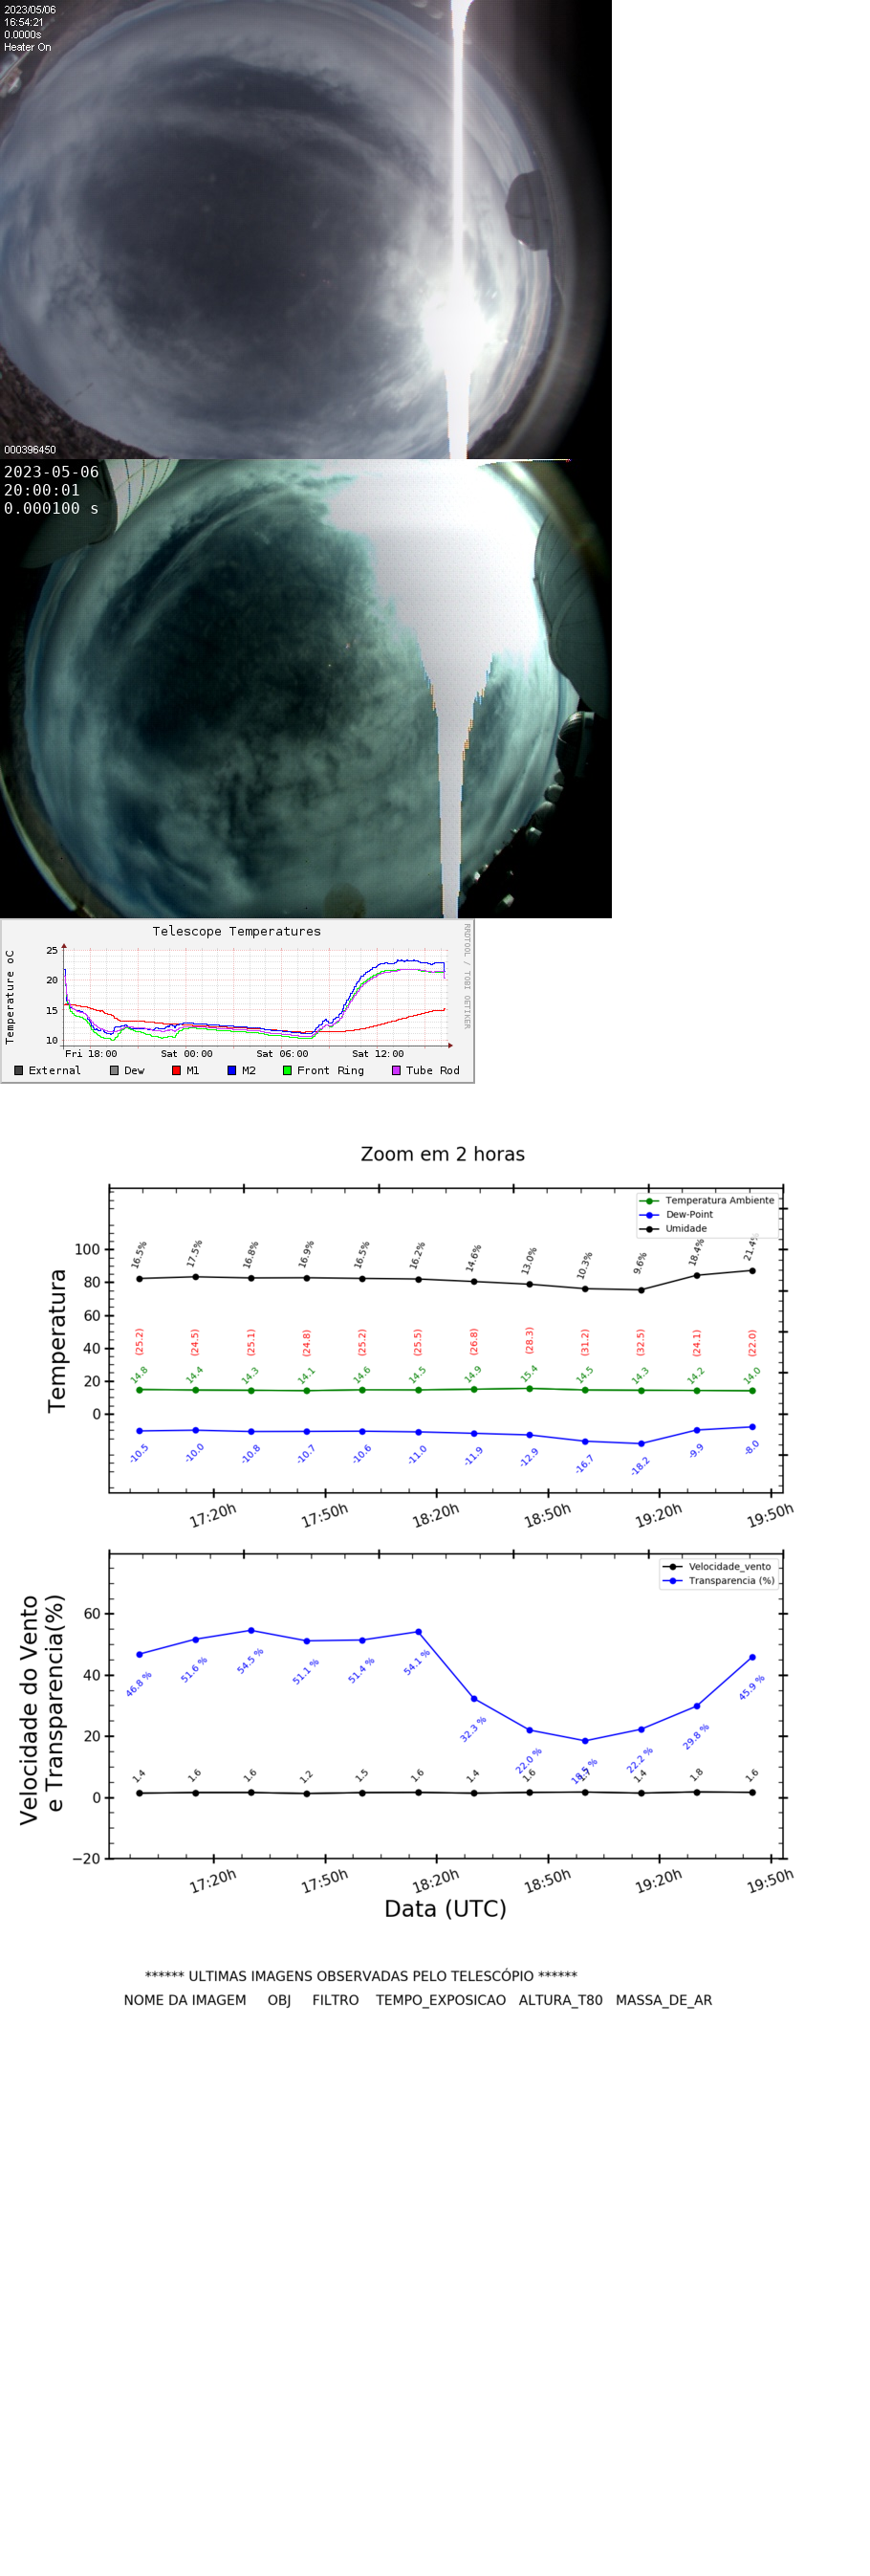 2023/05/06
16:54:21
0.0000s
Heater On
000396450
2023-05-06
20:00:01
0.000100 s
Telescope Temperatures
RRDTOOL / TOBI OETIKER
Temperature oC
25
20
15
10
Fri 18:00 Sat 00:00 Sat 06:00 Sat 12:00
External Dew M1 M2 Front Ring Tube Rod
Zoom em 2 horas
Temperatura Ambiente
Dew-Point
Umidade
Temperatura
100
80
60
40
20
0
16.5% 17.5% 16.8% 16.9% 16.5% 16.2% 14.6% 13.0% 10.3% 9.6% 18.4% 21.4%
(25.2) (24.5) (25.1) (24.8) (25.2) (25.5) (26.8) (28.3) (31.2) (32.5) (24.1) (22.0)
14.8 14.4 14.3 14.1 14.6 14.5 14.9 15.4 14.5 14.3 14.2 14.0
-10.5 -10.0 -10.8 -10.7 -10.6 -11.0 -11.9 -12.9 -16.7 -18.2 -9.9 -8.0
17:20h 17:50h 18:20h 18:50h 19:20h 19:50h
Velocidade_vento
Transparencia (%)
Velocidade do Vento
e Transparencia(%)
60
40
20
0
−20
46.8 % 51.6 % 54.5 % 51.1 % 51.4 % 54.1 % 32.3 % 22.0 % 18.5 % 22.2 % 29.8 % 45.9 %
1.4 1.6 1.6 1.2 1.5 1.6 1.4 1.6 1.4 1.8 1.6
17:20h 17:50h 18:20h 18:50h 19:20h 19:50h
Data (UTC)
****** ULTIMAS IMAGENS OBSERVADAS PELO TELESCÓPIO ******
NOME DA IMAGEM OBJ FILTRO TEMPO_EXPOSICAO ALTURA_T80 MASSA_DE_AR